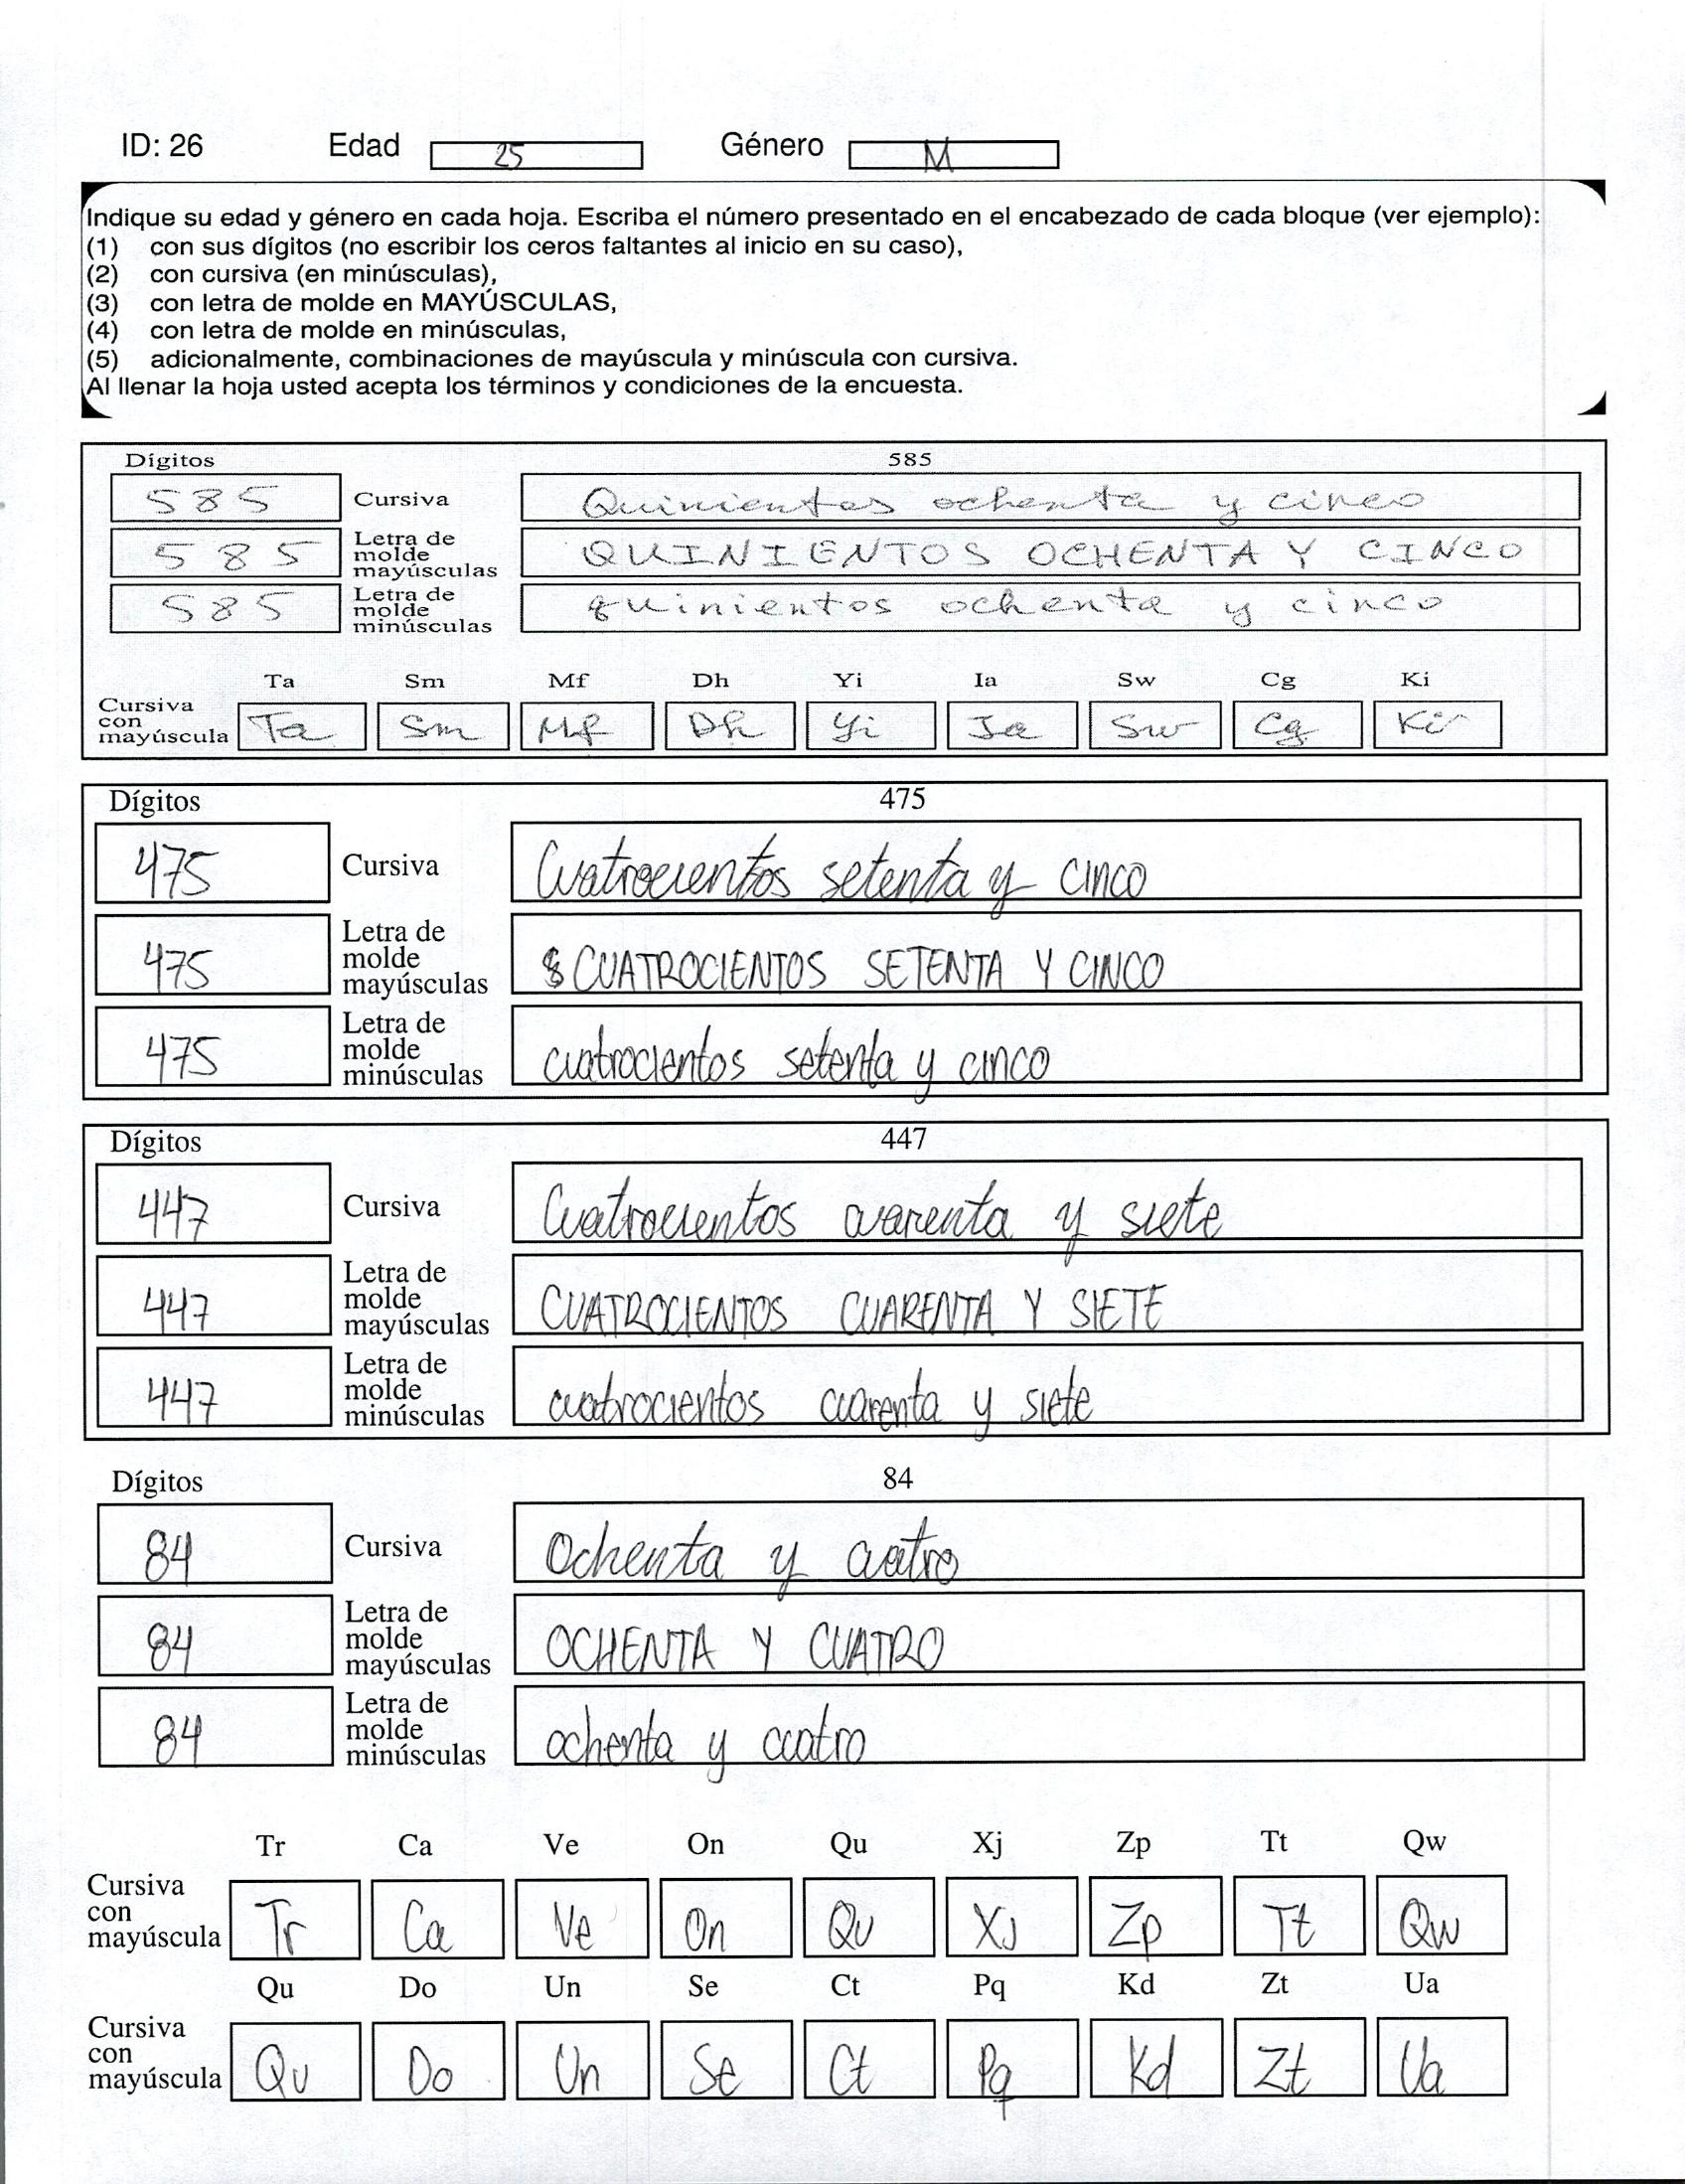 ID: 26 Edad 25 Género M
Indique su edad y género en cada hoja. Escriba el número presentado en el encabezado de cada bloque (ver ejemplo):
(1) con sus dígitos (no escribir los ceros faltantes al inicio en su caso),
(2) con cursiva (en minúsculas),
(3) con letra de molde en MAYÚSCULAS,
(4) con letra de molde en minúsculas,
(5) adicionalmente, combinaciones de mayúscula y minúscula con cursiva.
Al llenar la hoja usted acepta los términos y condiciones de la encuesta.
Dígitos 585
585 Cursiva Quinientos ochenta y cinco
585 Letra de molde mayúsculas QUINIENTOS OCHENTA Y CINCO
585 Letra de molde minúsculas quinientos ochenta y cinco
Ta Sm Mf Dh Yi Ia Sw Cg Ki
Cursiva con mayúscula Ta Sm Mf Dh Yi Ia Sw Cg Ki
Dígitos 475
475 Cursiva Cuatrocientos setenta y cinco
475 Letra de molde mayúsculas CUATROCIENTOS SETENTA Y CINCO
475 Letra de molde minúsculas cuatrocientos setenta y cinco
Dígitos 447
447 Cursiva Cuatrocientos cuarenta y siete
447 Letra de molde mayúsculas CUATROCIENTOS CUARENTA Y SIETE
447 Letra de molde minúsculas cuatrocientos cuarenta y siete
Dígitos 84
84 Cursiva Ochenta y cuatro
84 Letra de molde mayúsculas OCHENTA Y CUATRO
84 Letra de molde minúsculas ochenta y cuatro
Tr Ca Ve On Qu Xj Zp Tt Qw
Cursiva con mayúscula Tr Ca Ve On Qu Xj Zp Tt Qw
Qu Do Un Se Ct Pq Kd Zt Ua
Cursiva con mayúscula Qu Do Un Se Ct Pq Kd Zt Ua